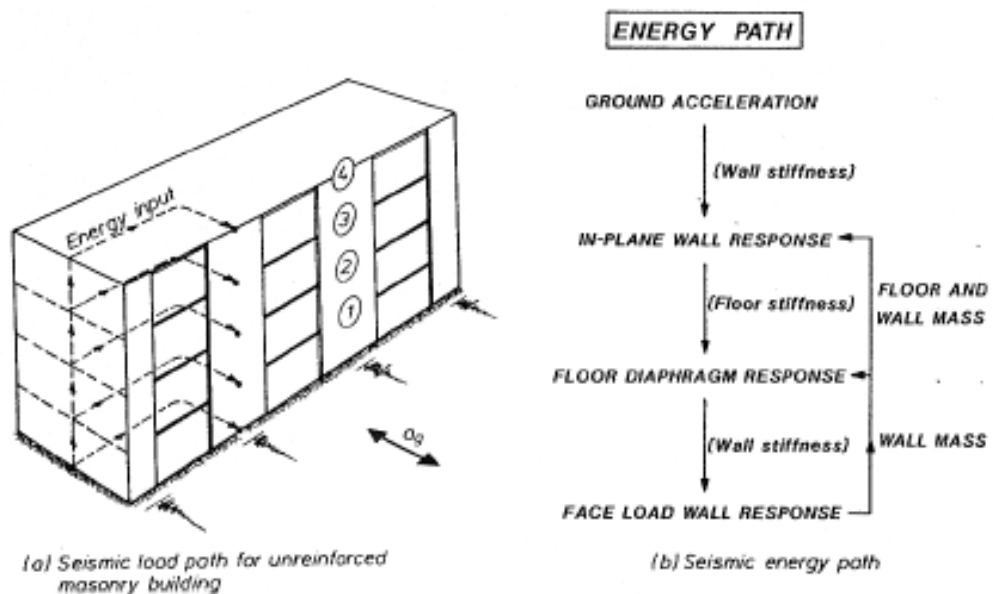 ENERGY PATH
GROUND ACCELERATION
(Wall stiffness)
IN-PLANE WALL RESPONSE
(Floor stiffness)
FLOOR AND
WALL MASS
FLOOR DIAPHRAGM RESPONSE
(Wall stiffness)
WALL MASS
FACE LOAD WALL RESPONSE
(b) Seismic energy path
Energy input
4
3
2
1
ag
(a) Seismic load path for unreinforced
masonry building